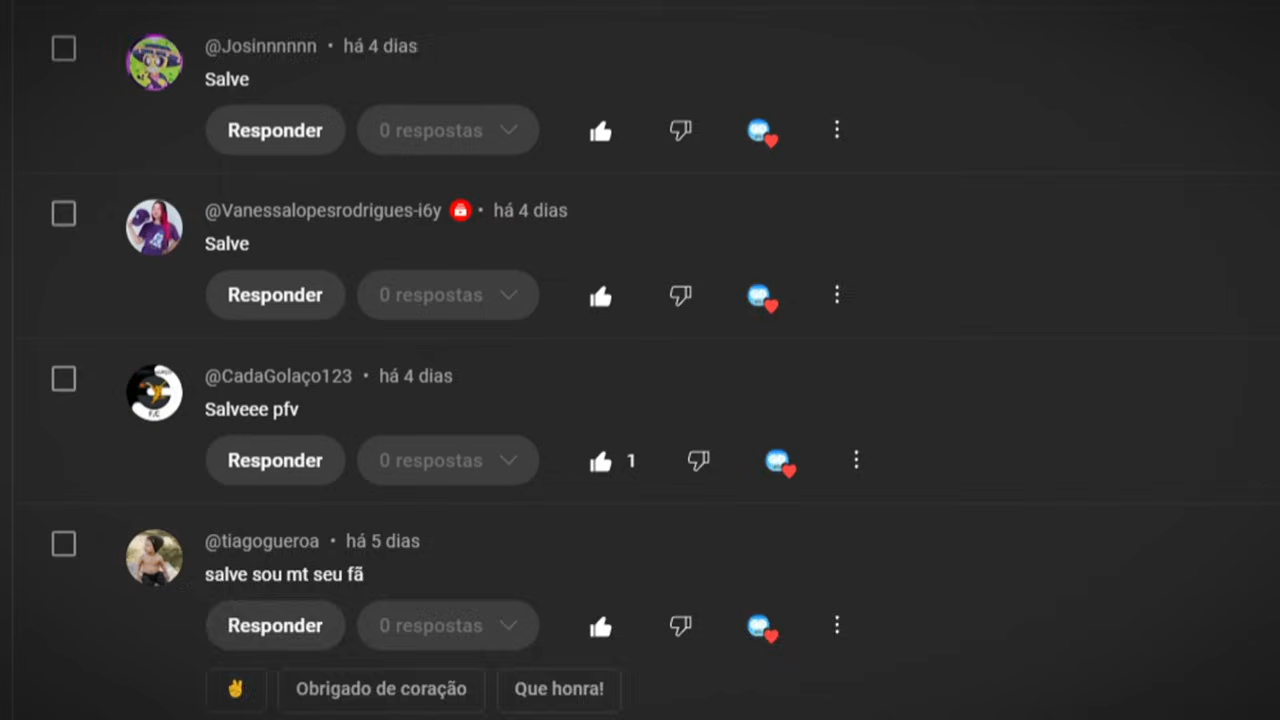 @Josinnnnnn • há 4 dias
Salve
Responder 0 respostas
@Vanessalopesrodrigues-i6y • há 4 dias
Salve
Responder 0 respostas
@CadaGolaço123 • há 4 dias
Salveee pfv
Responder 0 respostas 1
@tiagogueroa • há 5 dias
salve sou mt seu fã
Responder 0 respostas
Obrigado de coração Que honra!